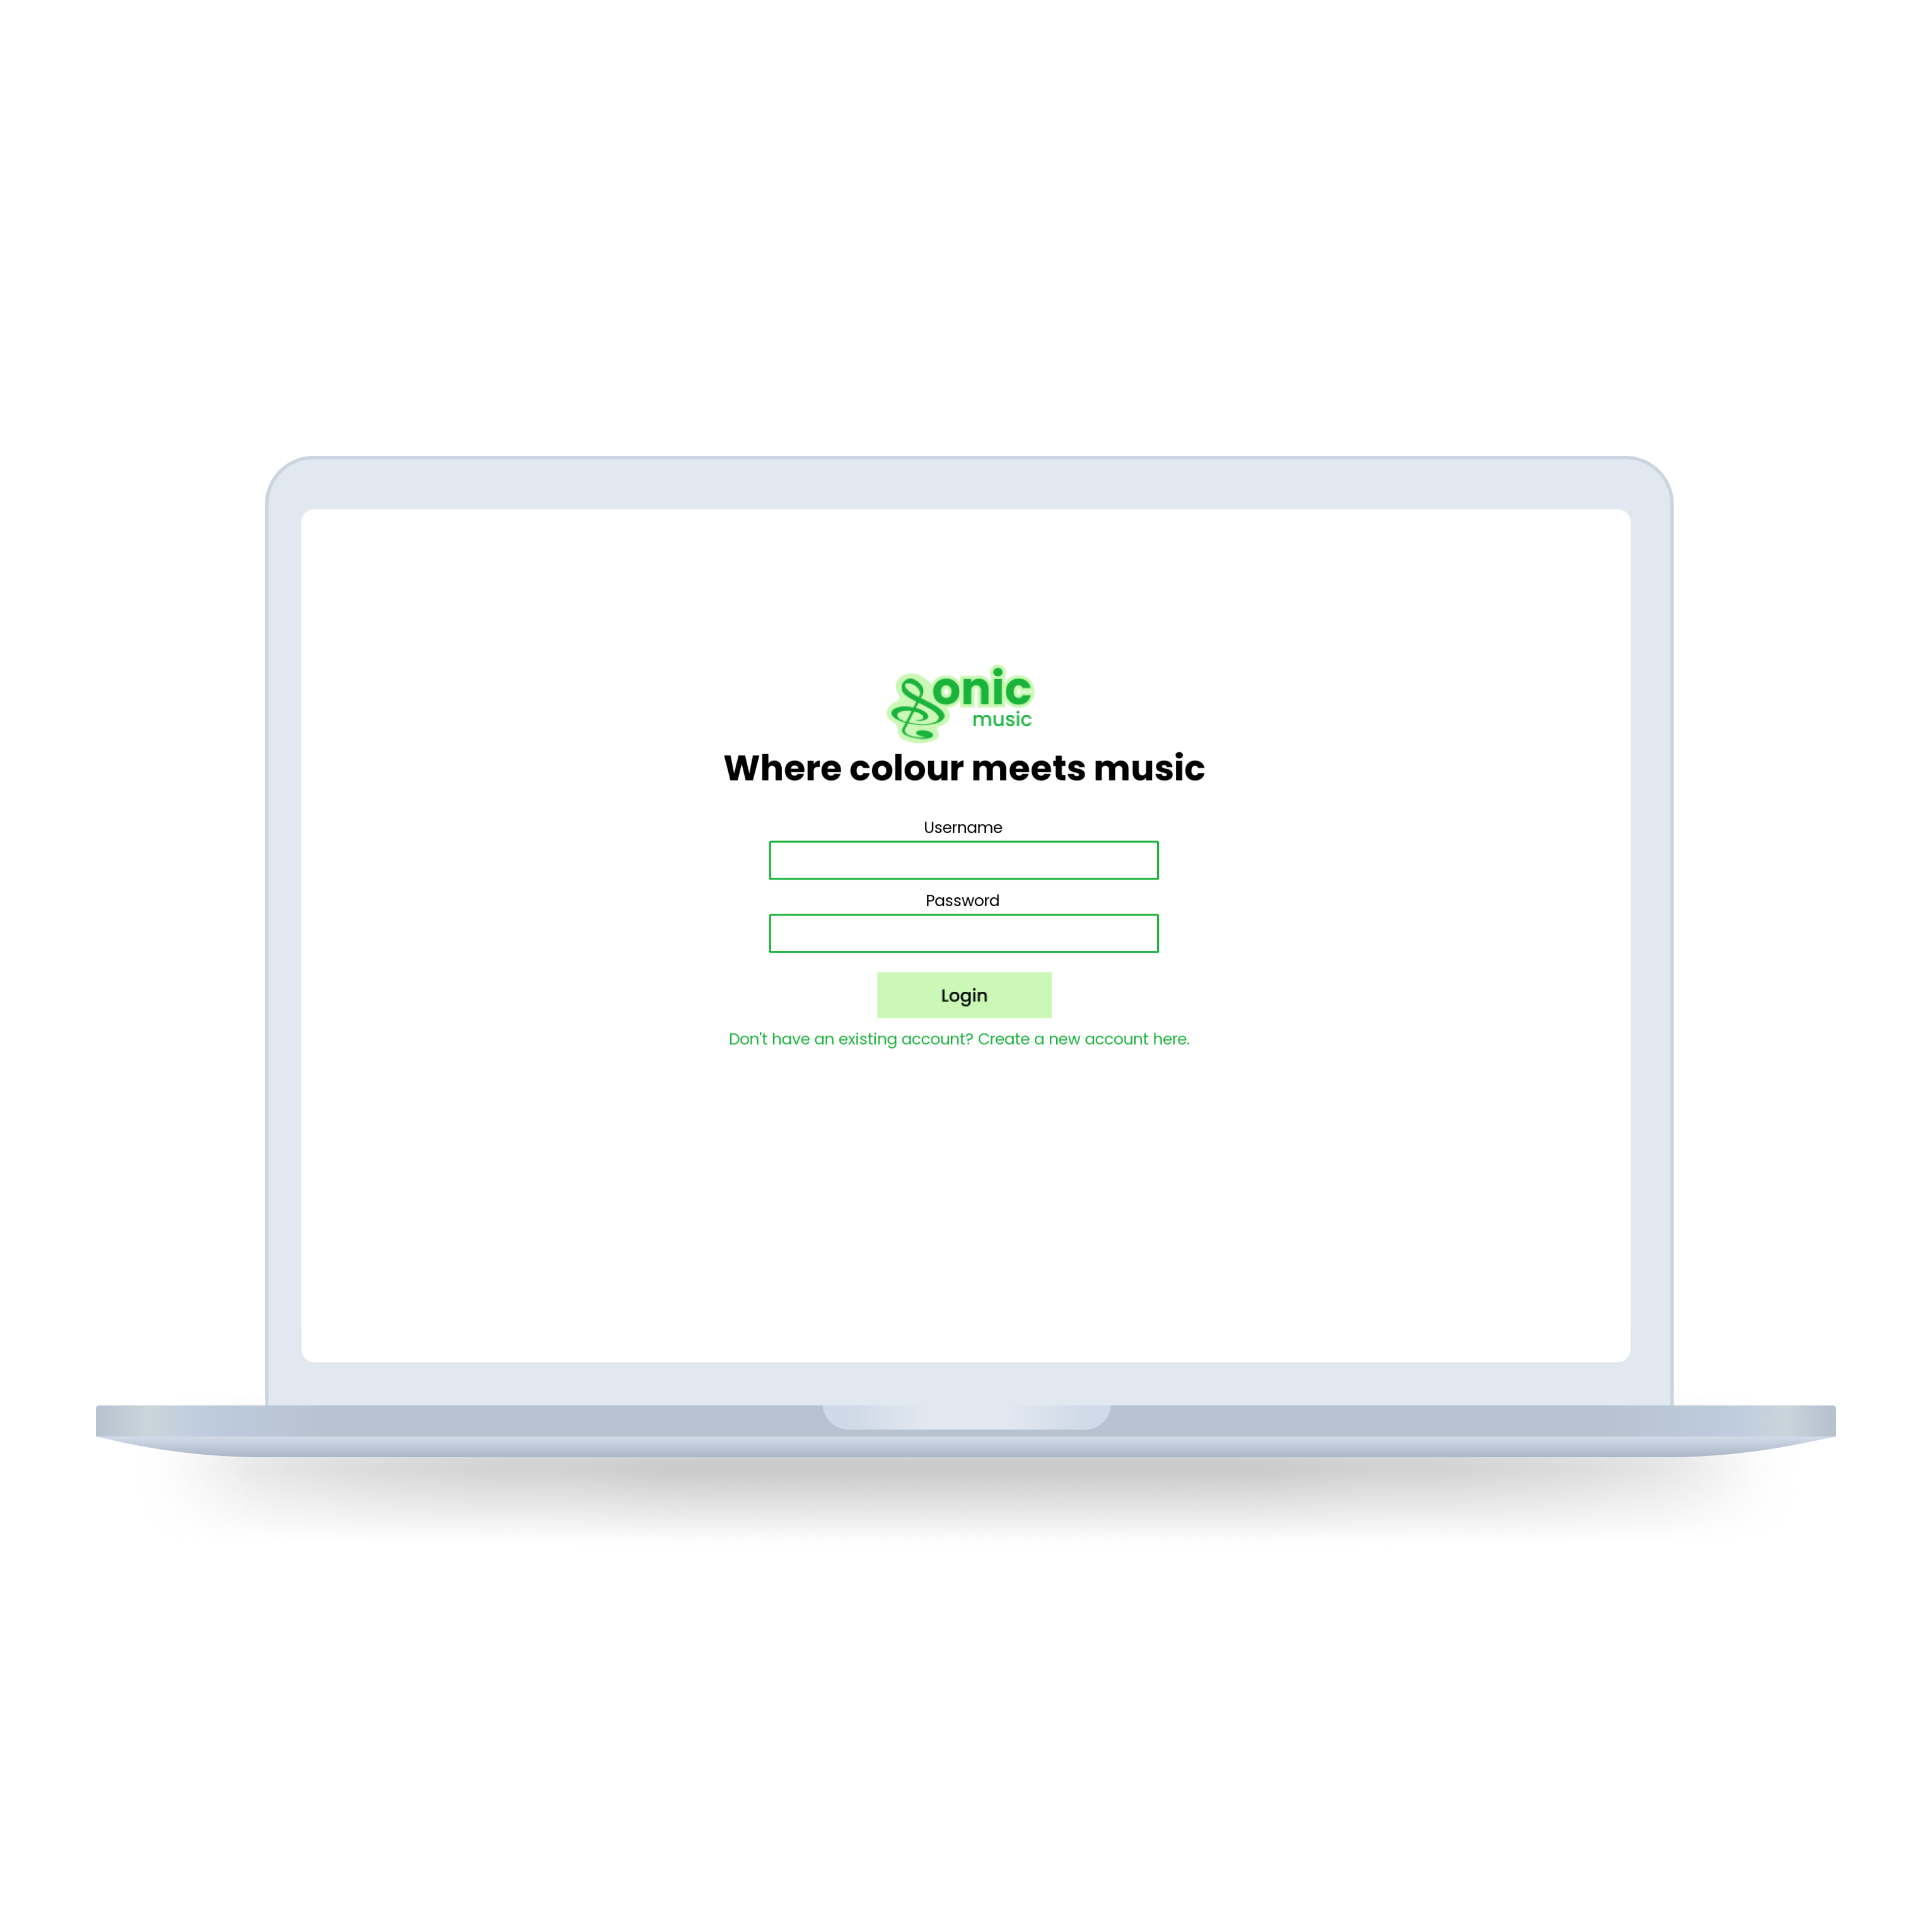 Sonic
music
Where colour meets music
Username
Password
Login
Don't have an existing account? Create a new account here.